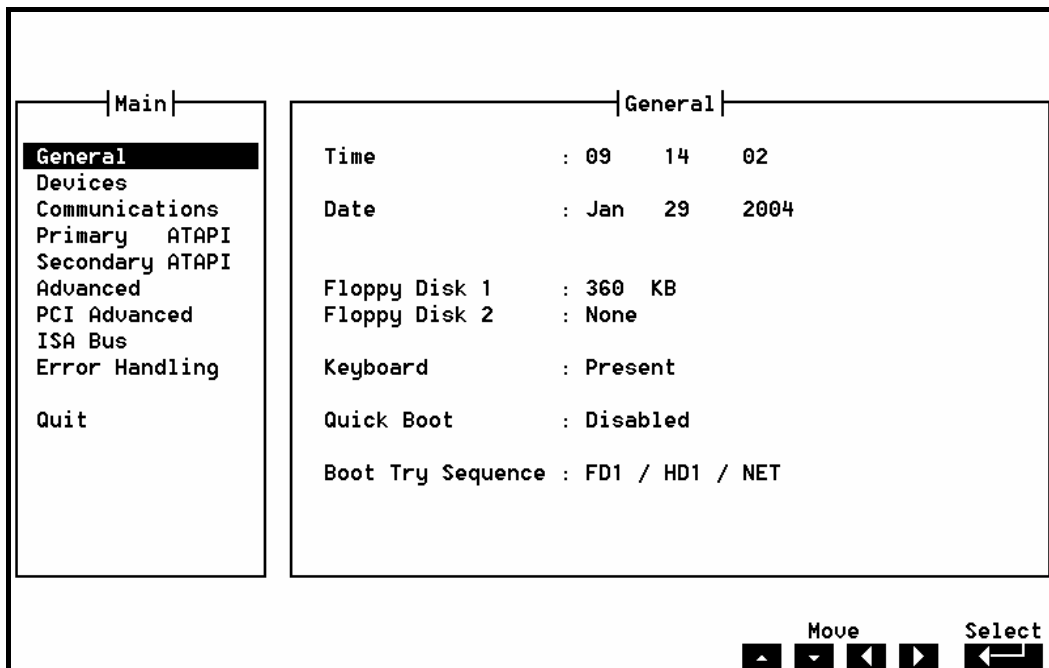 Main
General
Devices
Communications
Primary ATAPI
Secondary ATAPI
Advanced
PCI Advanced
ISA Bus
Error Handling
Quit
General
Time : 09 14 02
Date : Jan 29 2004
Floppy Disk 1 : 360 KB
Floppy Disk 2 : None
Keyboard : Present
Quick Boot : Disabled
Boot Try Sequence : FD1 / HD1 / NET
Move Select